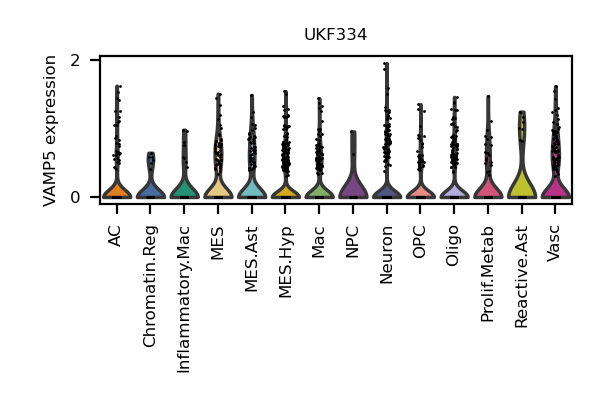 UKF334
VAMP5 expression
2
0
AC
Chromatin.Reg
Inflammatory.Mac
MES
MES.Ast
MES.Hyp
Mac
NPC
Neuron
OPC
Oligo
Prolif.Metab
Reactive.Ast
Vasc